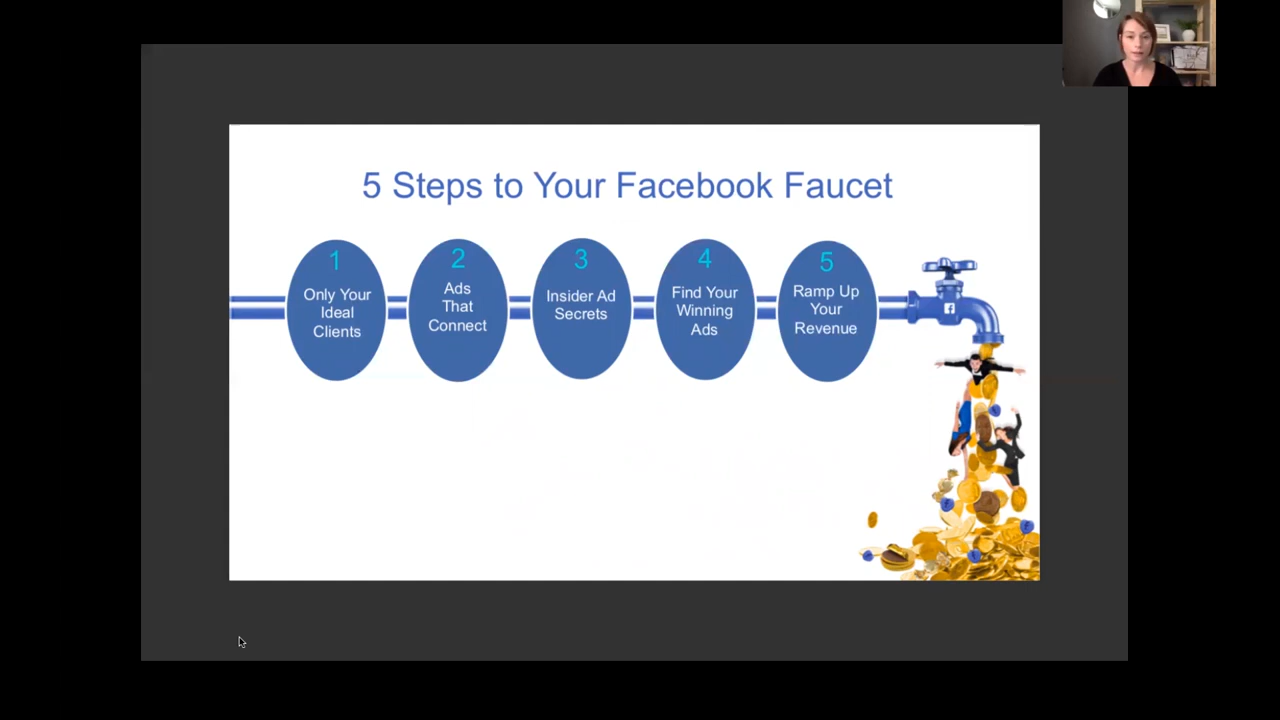 5 Steps to Your Facebook Faucet
1
Only Your
Ideal
Clients
2
Ads
That
Connect
3
Insider Ad
Secrets
4
Find Your
Winning
Ads
5
Ramp Up
Your
Revenue
f